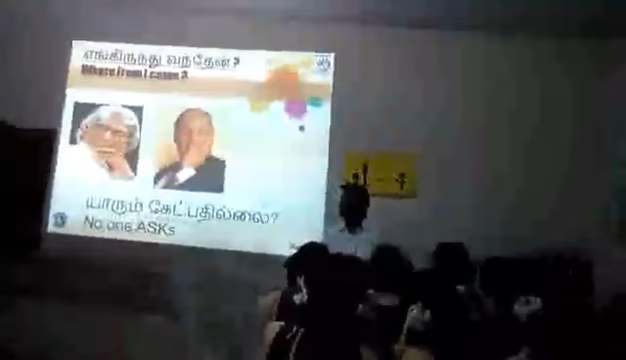 எங்கிருந்து வந்தேன்?
Where from I came ?
யாரும் கேட்பதில்லை?
No one ASKs